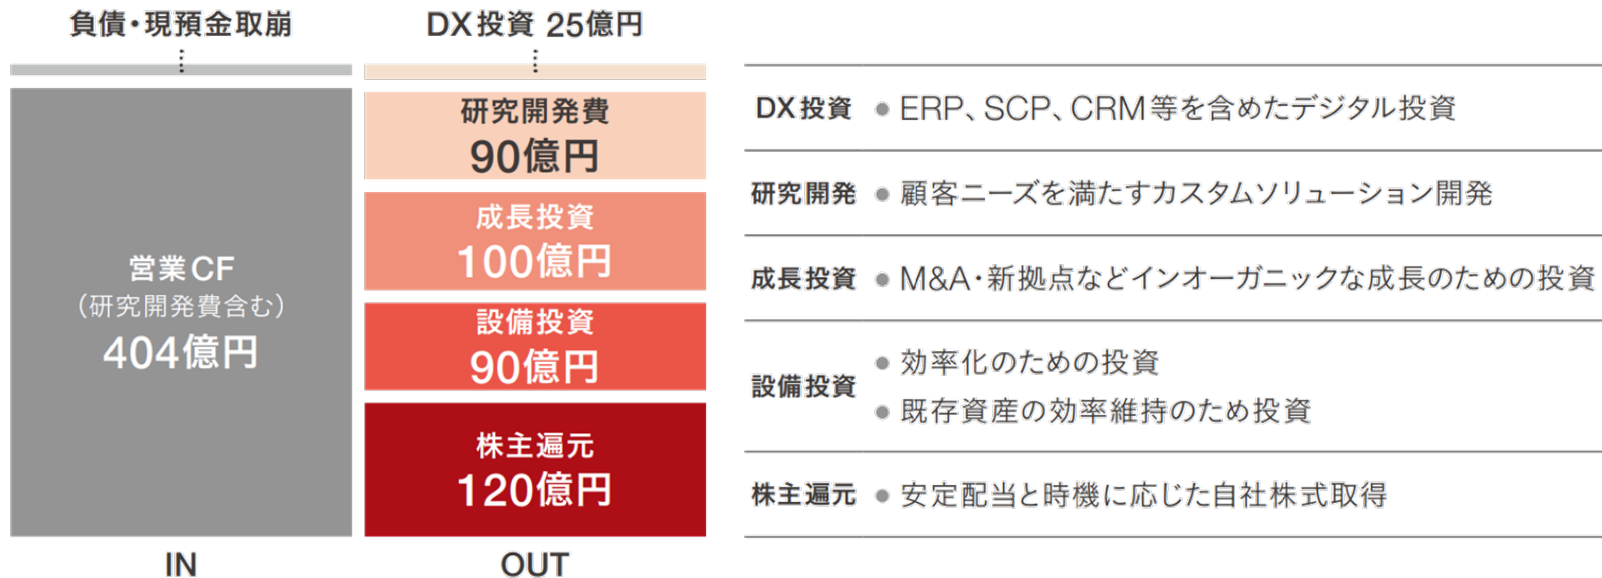 負債・現預金取崩
営業CF
（研究開発費含む）
404億円
IN
DX投資 25億円
研究開発費
90億円
成長投資
100億円
設備投資
90億円
株主還元
120億円
OUT
DX投資 ● ERP、SCP、CRM等を含めたデジタル投資
研究開発 ● 顧客ニーズを満たすカスタムソリューション開発
成長投資 ● M&A・新拠点などインオーガニックな成長のための投資
設備投資
● 効率化のための投資
● 既存資産の効率維持のため投資
株主還元 ● 安定配当と時機に応じた自社株式取得